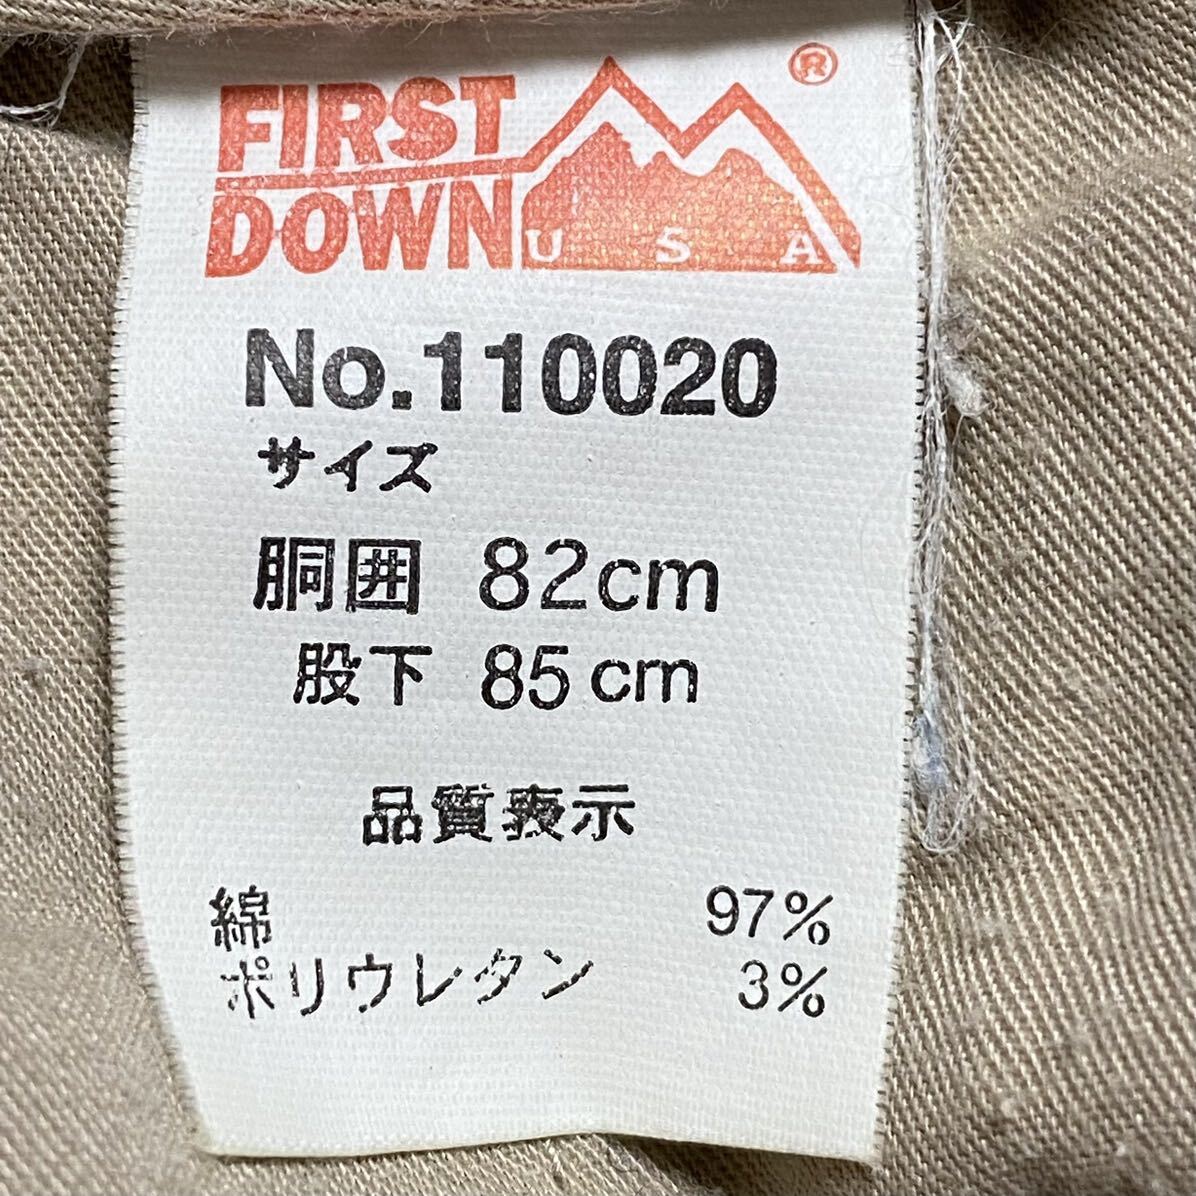 FIRST
DOWN USA ®
No.110020
サイズ
胴囲 82cm
股下 85cm
品質表示
綿 97%
ポリウレタン 3%